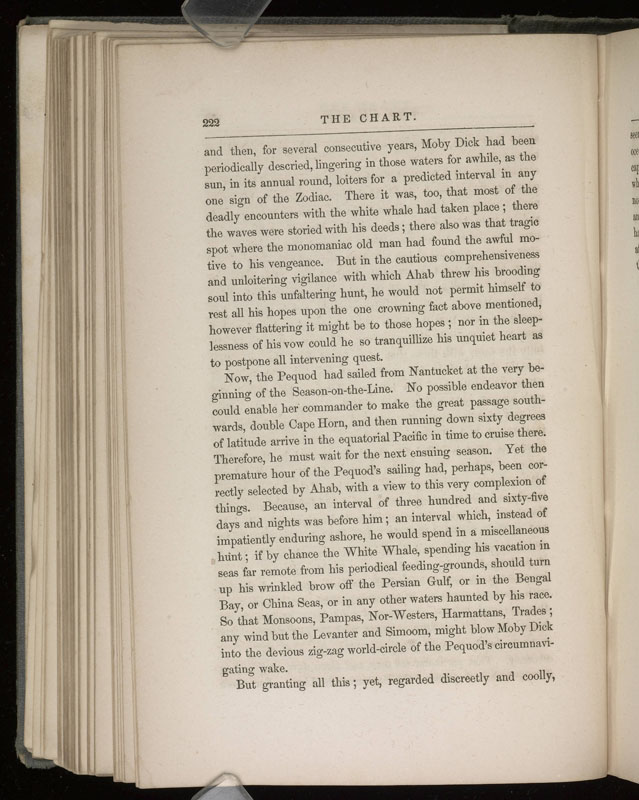 222
THE CHART.
and then, for several consecutive years, Moby Dick had been
periodically descried, lingering in those waters for awhile, as the
sun, in its annual round, loiters for a predicted interval in any
one sign of the Zodiac. There it was, too, that most of the
deadly encounters with the white whale had taken place; there
the waves were storied with his deeds; there also was that tragic
spot where the monomaniac old man had found the awful mo-
tive to his vengeance. But in the cautious comprehensiveness
and unloitering vigilance with which Ahab threw his brooding
soul into this unfaltering hunt, he would not permit himself to
rest all his hopes upon the one crowning fact above mentioned,
however flattering it might be to those hopes; nor in the sleep-
lessness of his vow could he so tranquillize his unquiet heart as
to postpone all intervening quest.
Now, the Pequod had sailed from Nantucket at the very be-
ginning of the Season-on-the-Line. No possible endeavor then
could enable her commander to make the great passage south-
wards, double Cape Horn, and then running down sixty degrees
of latitude arrive in the equatorial Pacific in time to cruise there.
Therefore, he must wait for the next ensuing season. Yet the
premature hour of the Pequod's sailing had, perhaps, been cor-
rectly selected by Ahab, with a view to this very complexion of
things. Because, an interval of three hundred and sixty-five
days and nights was before him; an interval which, instead of
impatiently enduring ashore, he would spend in a miscellaneous
hunt; if by chance the White Whale, spending his vacation in
seas far remote from his periodical feeding-grounds, should turn
up his wrinkled brow off the Persian Gulf, or in the Bengal
Bay, or China Seas, or in any other waters haunted by his race.
So that Monsoons, Pampas, Nor-Westers, Harmattans, Trades;
any wind but the Levanter and Simoom, might blow Moby Dick
into the devious zig-zag world-circle of the Pequod's circumnavi-
gating wake.
But granting all this; yet, regarded discreetly and coolly,